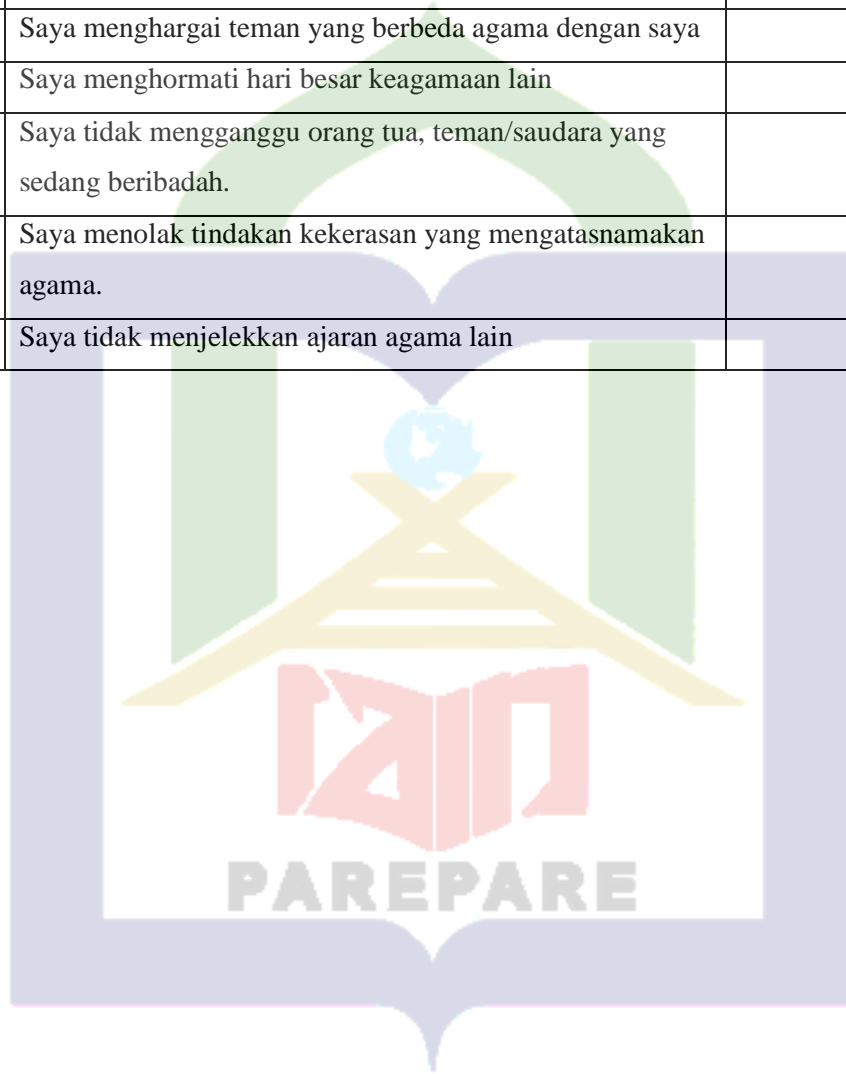 Saya menghargai teman yang berbeda agama dengan saya
Saya menghormati hari besar keagamaan lain
Saya tidak mengganggu orang tua, teman/saudara yang
sedang beribadah.
Saya menolak tindakan kekerasan yang mengatasnamakan
agama.
Saya tidak menjelekkan ajaran agama lain
iain
PAREPARE